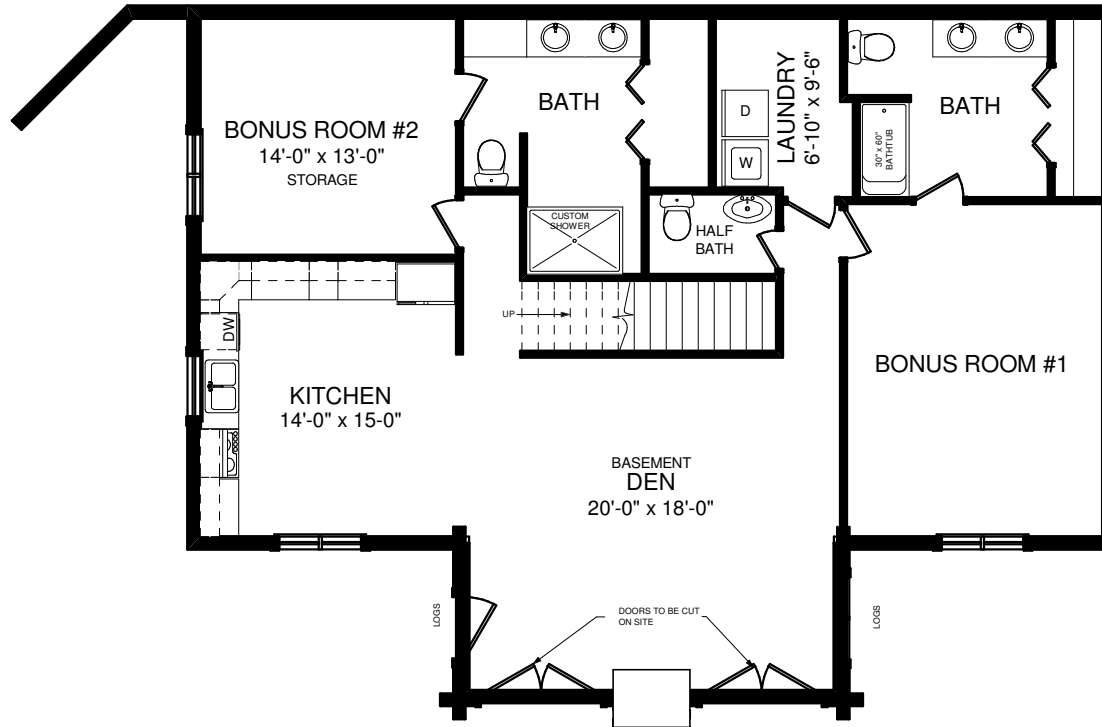 BATH
BONUS ROOM #2
14'-0" x 13'-0"
STORAGE
LAUNDRY
6'-10" x 9'-6"
D
W
30" x 60"
BATHTUB
BATH
CUSTOM
SHOWER
HALF
BATH
UP
DW
KITCHEN
14'-0" x 15-0"
BONUS ROOM #1
BASEMENT
DEN
20'-0" x 18'-0"
LOGS
DOORS TO BE CUT
ON SITE
LOGS